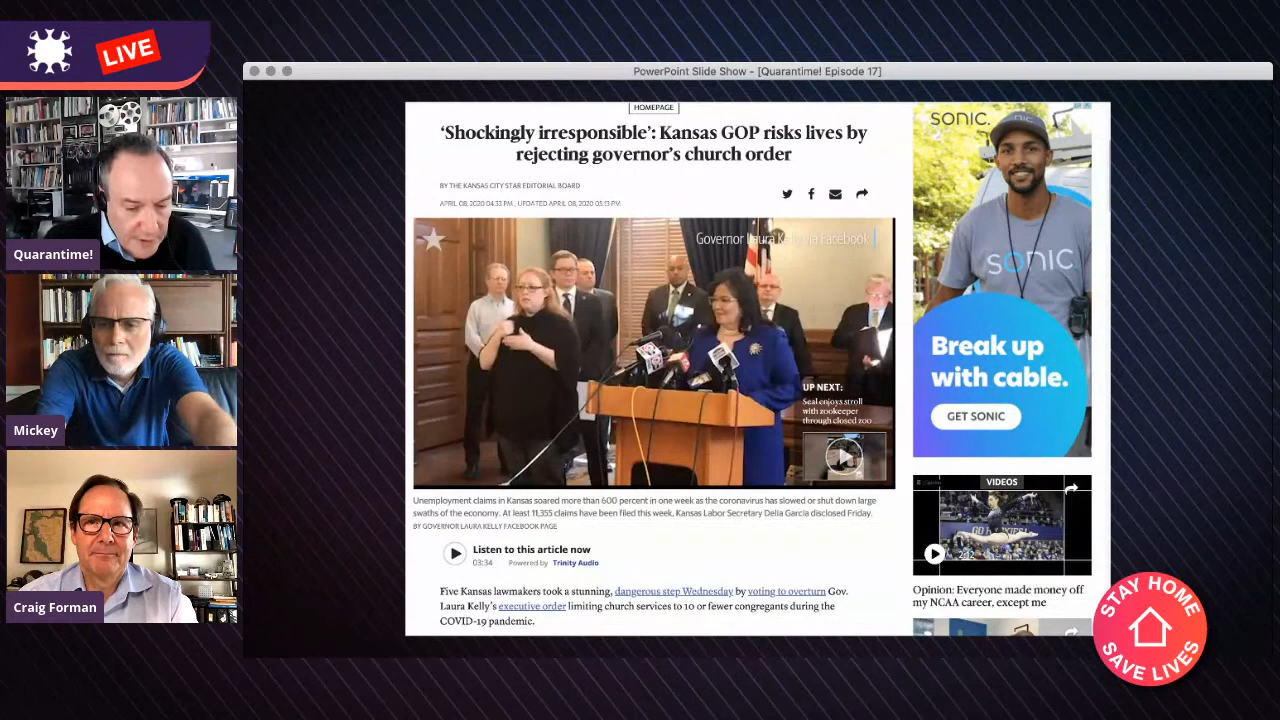 LIVE
PowerPoint Slide Show - [Quarantime! Episode 17]
Quarantime!
Mickey
Craig Forman
HOMEPAGE
‘Shockingly irresponsible’: Kansas GOP risks lives by
rejecting governor’s church order
BY THE KANSAS CITY STAR EDITORIAL BOARD
APRIL 08, 2020 04:33 PM , UPDATED APRIL 08, 2020 05:13 PM
UP NEXT:
Seal enjoys stroll
with zookeeper
through closed zoo
Unemployment claims in Kansas soared more than 600 percent in one week as the coronavirus has slowed or shut down large
swaths of the economy. At least 11,355 claims have been filed this week, Kansas Labor Secretary Delia Garcia disclosed Friday.
BY GOVERNOR LAURA KELLY FACEBOOK PAGE
Listen to this article now
03:34 Powered by Trinity Audio
Five Kansas lawmakers took a stunning, dangerous step Wednesday by voting to overturn Gov.
Laura Kelly’s executive order limiting church services to 10 or fewer congregants during the
COVID-19 pandemic.
SONIC.
SONIC.
Break up
with cable.
GET SONIC
VIDEOS
2:12
Opinion: Everyone made money off
my NCAA career, except me
STAY HOME
SAVE LIVES